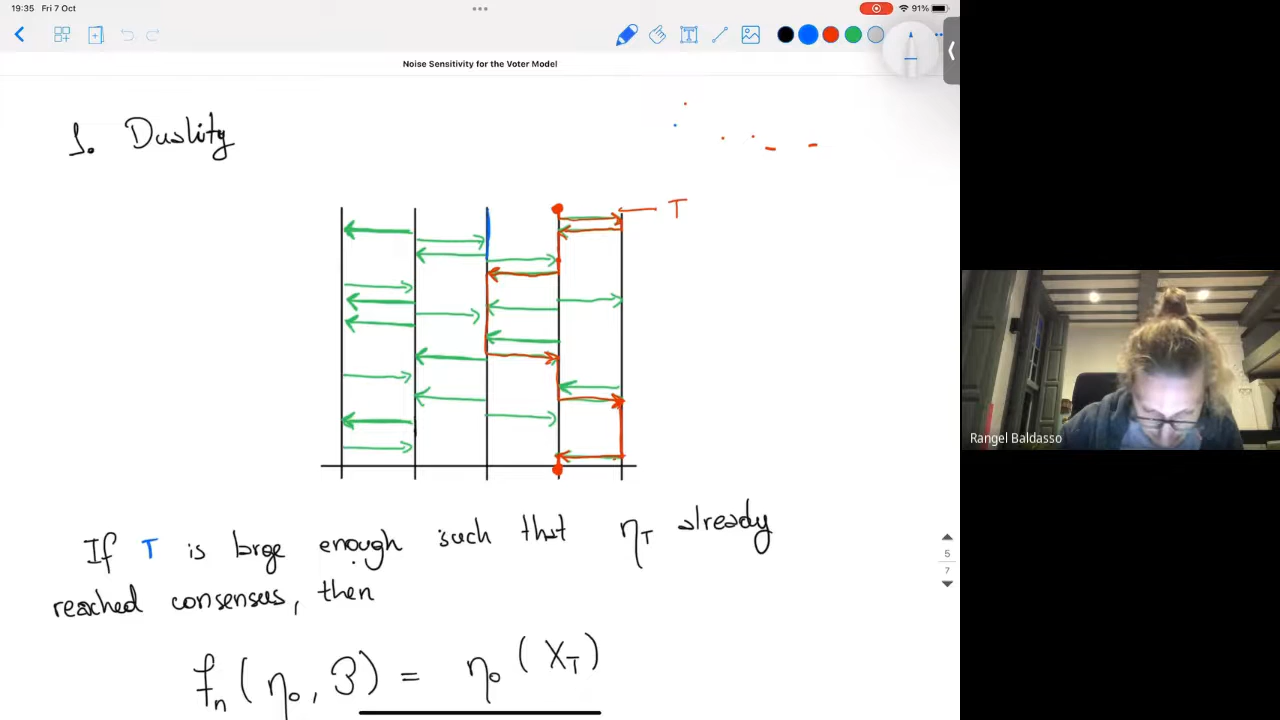 19:35 Fri 7 Oct
91%
Noise Sensitivity for the Voter Model
1. Duality
T
If T is large enough such that η_T already
reached consensus, then
f_n (η_0, ℨ) = η_0 (X_T)
5
7
Rangel Baldasso